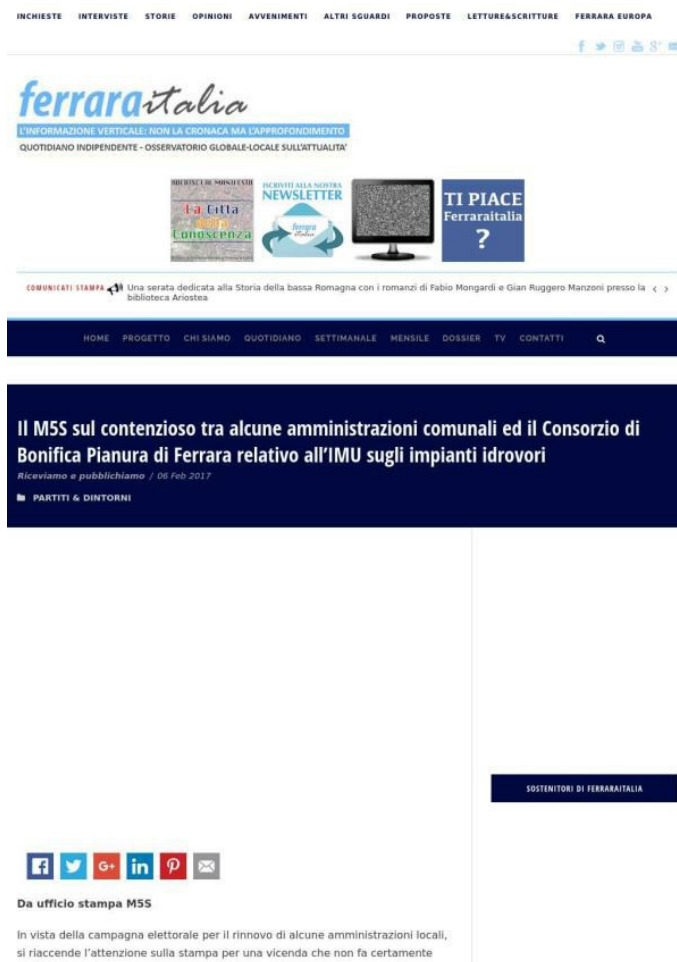 INCHIESTE INTERVISTE STORIE OPINIONI AVVENIMENTI ALTRI SGUARDI PROPOSTE LETTURE&SCRITTURE FERRARA EUROPA
ferraraitalia
L'INFORMAZIONE VERTICALE: NON LA CRONACA MA L'APPROFONDIMENTO
QUOTIDIANO INDIPENDENTE - OSSERVATORIO GLOBALE-LOCALE SULL'ATTUALITA'
La Città
della
Conoscenza
ISCRIVITI ALLA NOSTRA
NEWSLETTER
ferrara
italia
TI PIACE
Ferraraitalia
?
COMUNICATI STAMPA Una serata dedicata alla Storia della bassa Romagna con i romanzi di Fabio Mongardi e Gian Ruggero Manzoni presso la
biblioteca Ariostea
HOME PROGETTO CHI SIAMO QUOTIDIANO SETTIMANALE MENSILE DOSSIER TV CONTATTI
Il M5S sul contenzioso tra alcune amministrazioni comunali ed il Consorzio di
Bonifica Pianura di Ferrara relativo all'IMU sugli impianti idrovori
Riceviamo e pubblichiamo / 06 Feb 2017
PARTITI & DINTORNI
SOSTENITORI DI FERRARAITALIA
Da ufficio stampa M5S
In vista della campagna elettorale per il rinnovo di alcune amministrazioni locali,
si riaccende l'attenzione sulla stampa per una vicenda che non fa certamente